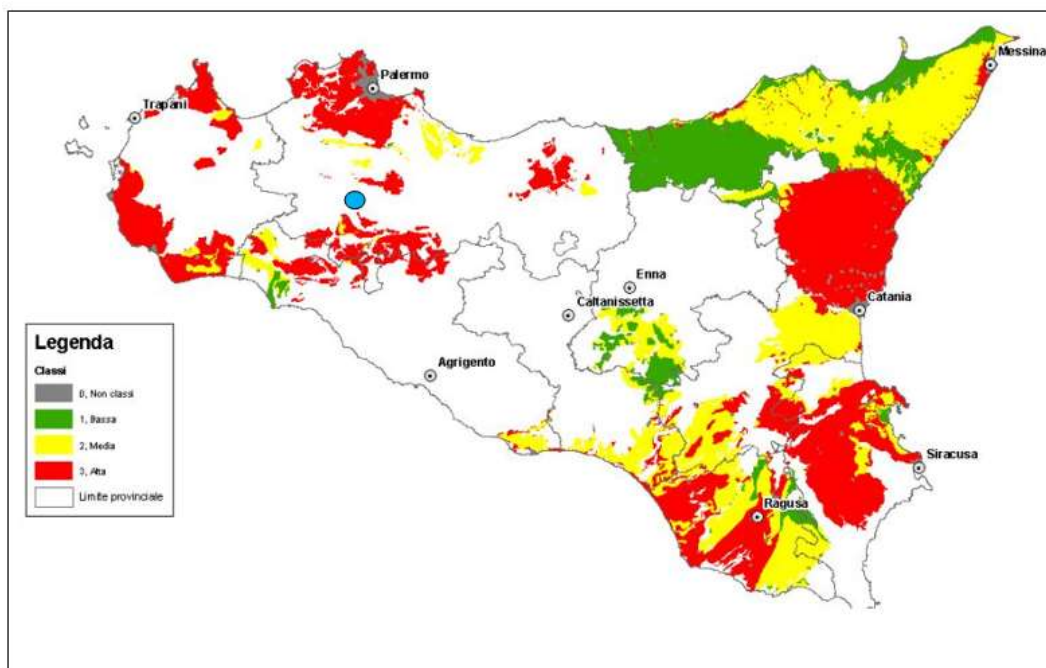 Messina
Palermo
Trapani
Enna
Catania
Caltanissetta
Agrigento
Siracusa
Ragusa
Legenda
Classi
0, Non classi
1, Bassa
2, Media
3, Alta
Limite provinciale